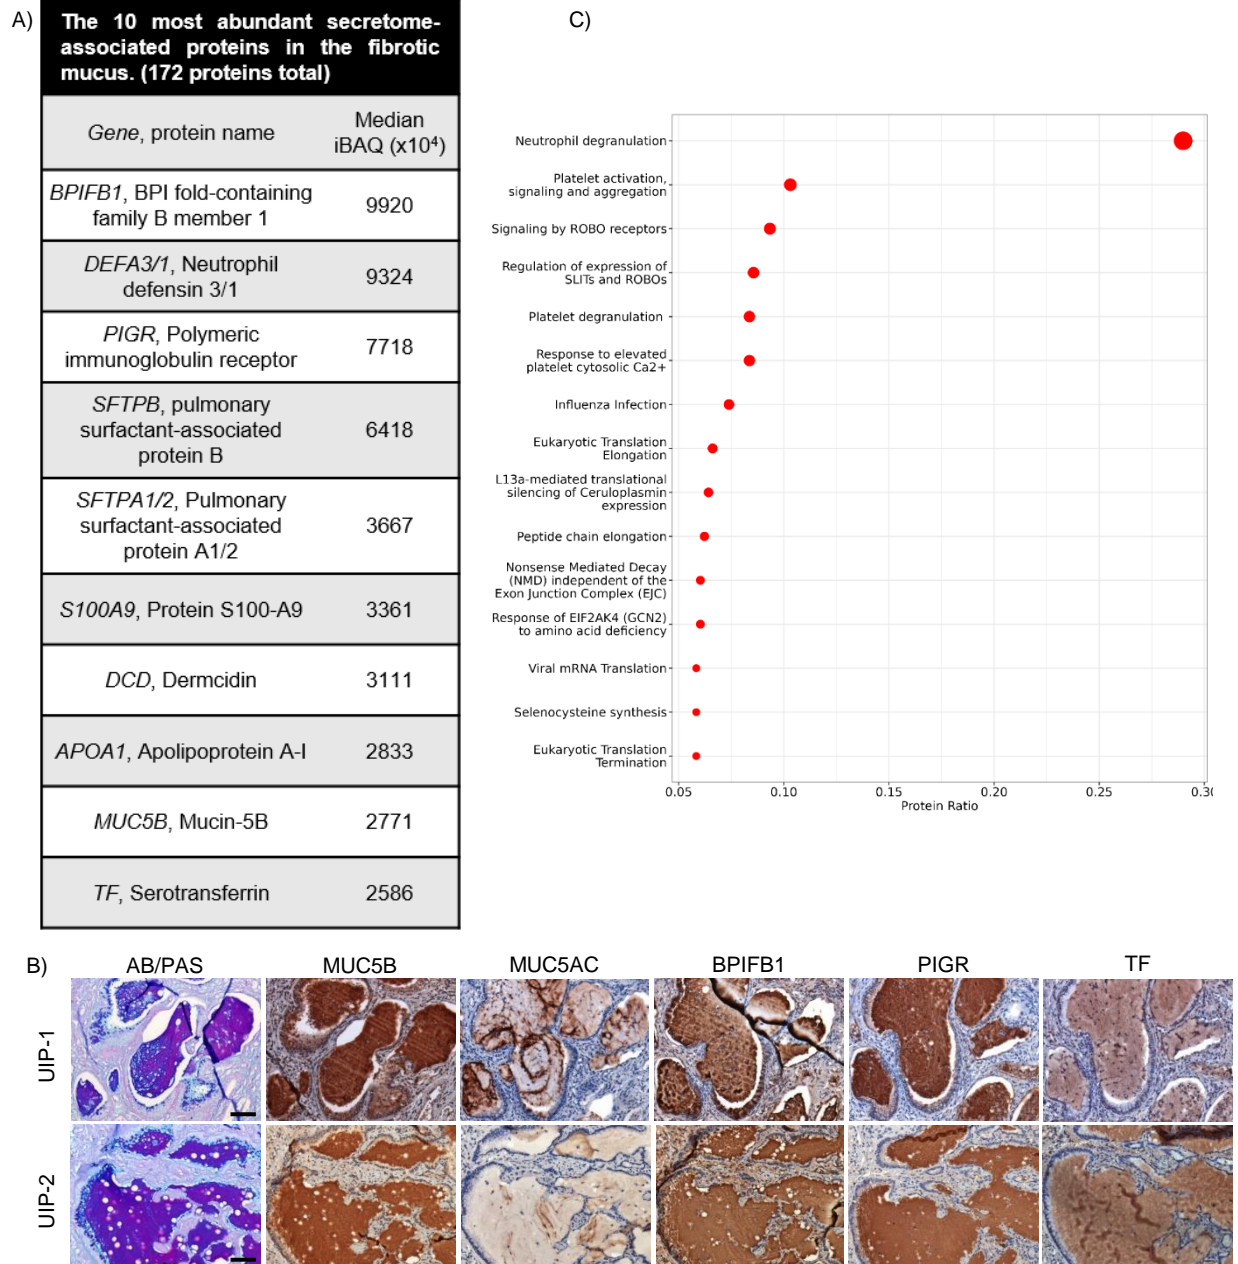 A)
The 10 most abundant secretome-
associated proteins in the fibrotic
mucus. (172 proteins total)
Gene, protein name
Median
iBAQ (x10⁴)
BPIFB1, BPI fold-containing
family B member 1
9920
DEFA3/1, Neutrophil
defensin 3/1
9324
PIGR, Polymeric
immunoglobulin receptor
7718
SFTPB, pulmonary
surfactant-associated
protein B
6418
SFTPA1/2, Pulmonary
surfactant-associated
protein A1/2
3667
S100A9, Protein S100-A9
3361
DCD, Dermcidin
3111
APOA1, Apolipoprotein A-I
2833
MUC5B, Mucin-5B
2771
TF, Serotransferrin
2586
C)
Neutrophil degranulation
Platelet activation,
signaling and aggregation
Signaling by ROBO receptors
Regulation of expression of
SLITs and ROBOs
Platelet degranulation
Response to elevated
platelet cytosolic Ca2+
Influenza Infection
Eukaryotic Translation
Elongation
L13a-mediated translational
silencing of Ceruloplasmin
expression
Peptide chain elongation
Nonsense Mediated Decay
(NMD) independent of the
Exon Junction Complex (EJC)
Response of EIF2AK4 (GCN2)
to amino acid deficiency
Viral mRNA Translation
Selenocysteine synthesis
Eukaryotic Translation
Termination
0.05 0.10 0.15 0.20 0.25 0.30
Protein Ratio
B)
AB/PAS MUC5B MUC5AC BPIFB1 PIGR TF
UIP-1
UIP-2